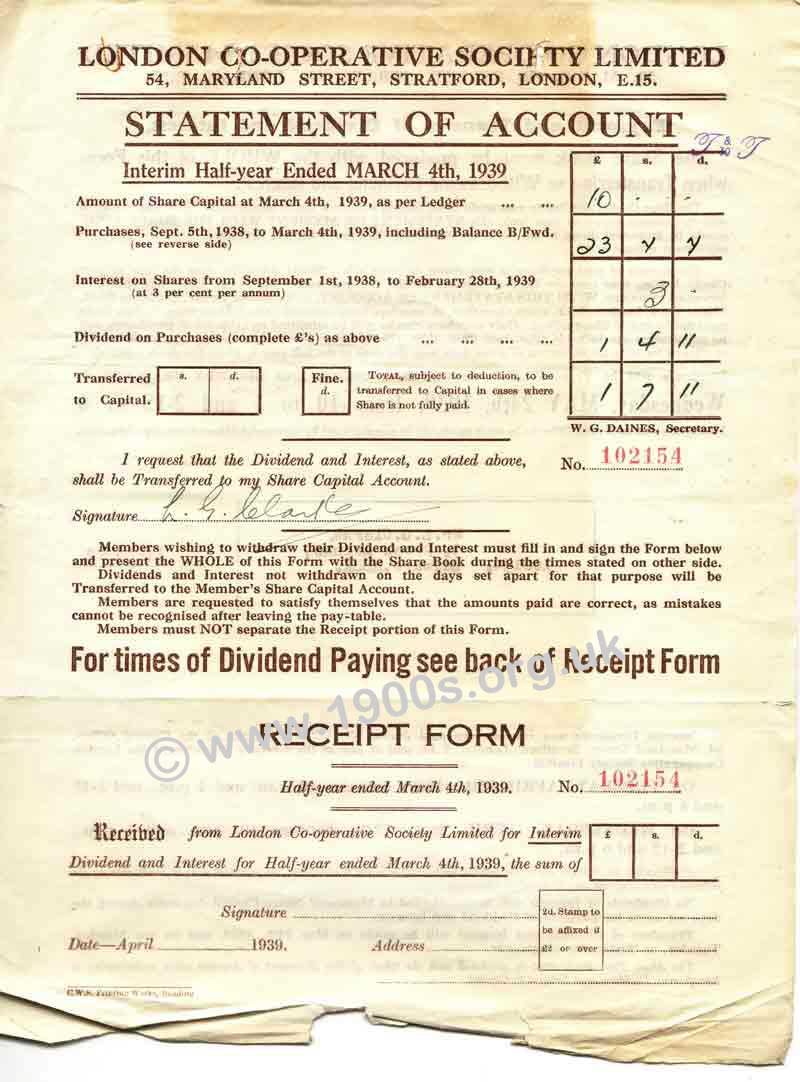 LONDON CO-OPERATIVE SOCIETY LIMITED
54, MARYLAND STREET, STRATFORD, LONDON, E.15.
STATEMENT OF ACCOUNT
T & T
Interim Half-year Ended MARCH 4th, 1939
£ s. d.
Amount of Share Capital at March 4th, 1939, as per Ledger ... ... 10 - -
Purchases, Sept. 5th, 1938, to March 4th, 1939, including Balance B/Fwd. 23
(see reverse side)
Interest on Shares from September 1st, 1938, to February 28th, 1939 3 -
(at 3 per cent per annum)
Dividend on Purchases (complete £'s) as above ... ... ... ... 1 4 11
Transferred to Capital. s. d.
Fine. d.
TOTAL, subject to deduction, to be transferred to Capital in cases where Share is not fully paid. 1 7 11
W. G. DAINES, Secretary.
I request that the Dividend and Interest, as stated above,
No. 102154
shall be Transferred to my Share Capital Account.
Signature L. G. Clarke
Members wishing to withdraw their Dividend and Interest must fill in and sign the Form below
and present the WHOLE of this Form with the Share Book during the times stated on other side.
Dividends and Interest not withdrawn on the days set apart for that purpose will be
Transferred to the Member's Share Capital Account.
Members are requested to satisfy themselves that the amounts paid are correct, as mistakes
cannot be recognised after leaving the pay-table.
Members must NOT separate the Receipt portion of this Form.
For times of Dividend Paying see back of Receipt Form
© www.1900s.org.uk
RECEIPT FORM
Half-year ended March 4th, 1939. No. 102154
Received from London Co-operative Society Limited for Interim £ s. d.
Dividend and Interest for Half-year ended March 4th, 1939, the sum of
Signature
2d. Stamp to
be affixed if
£2 or over
Date—April 1939. Address
C.W.S. Printing Works, Reading